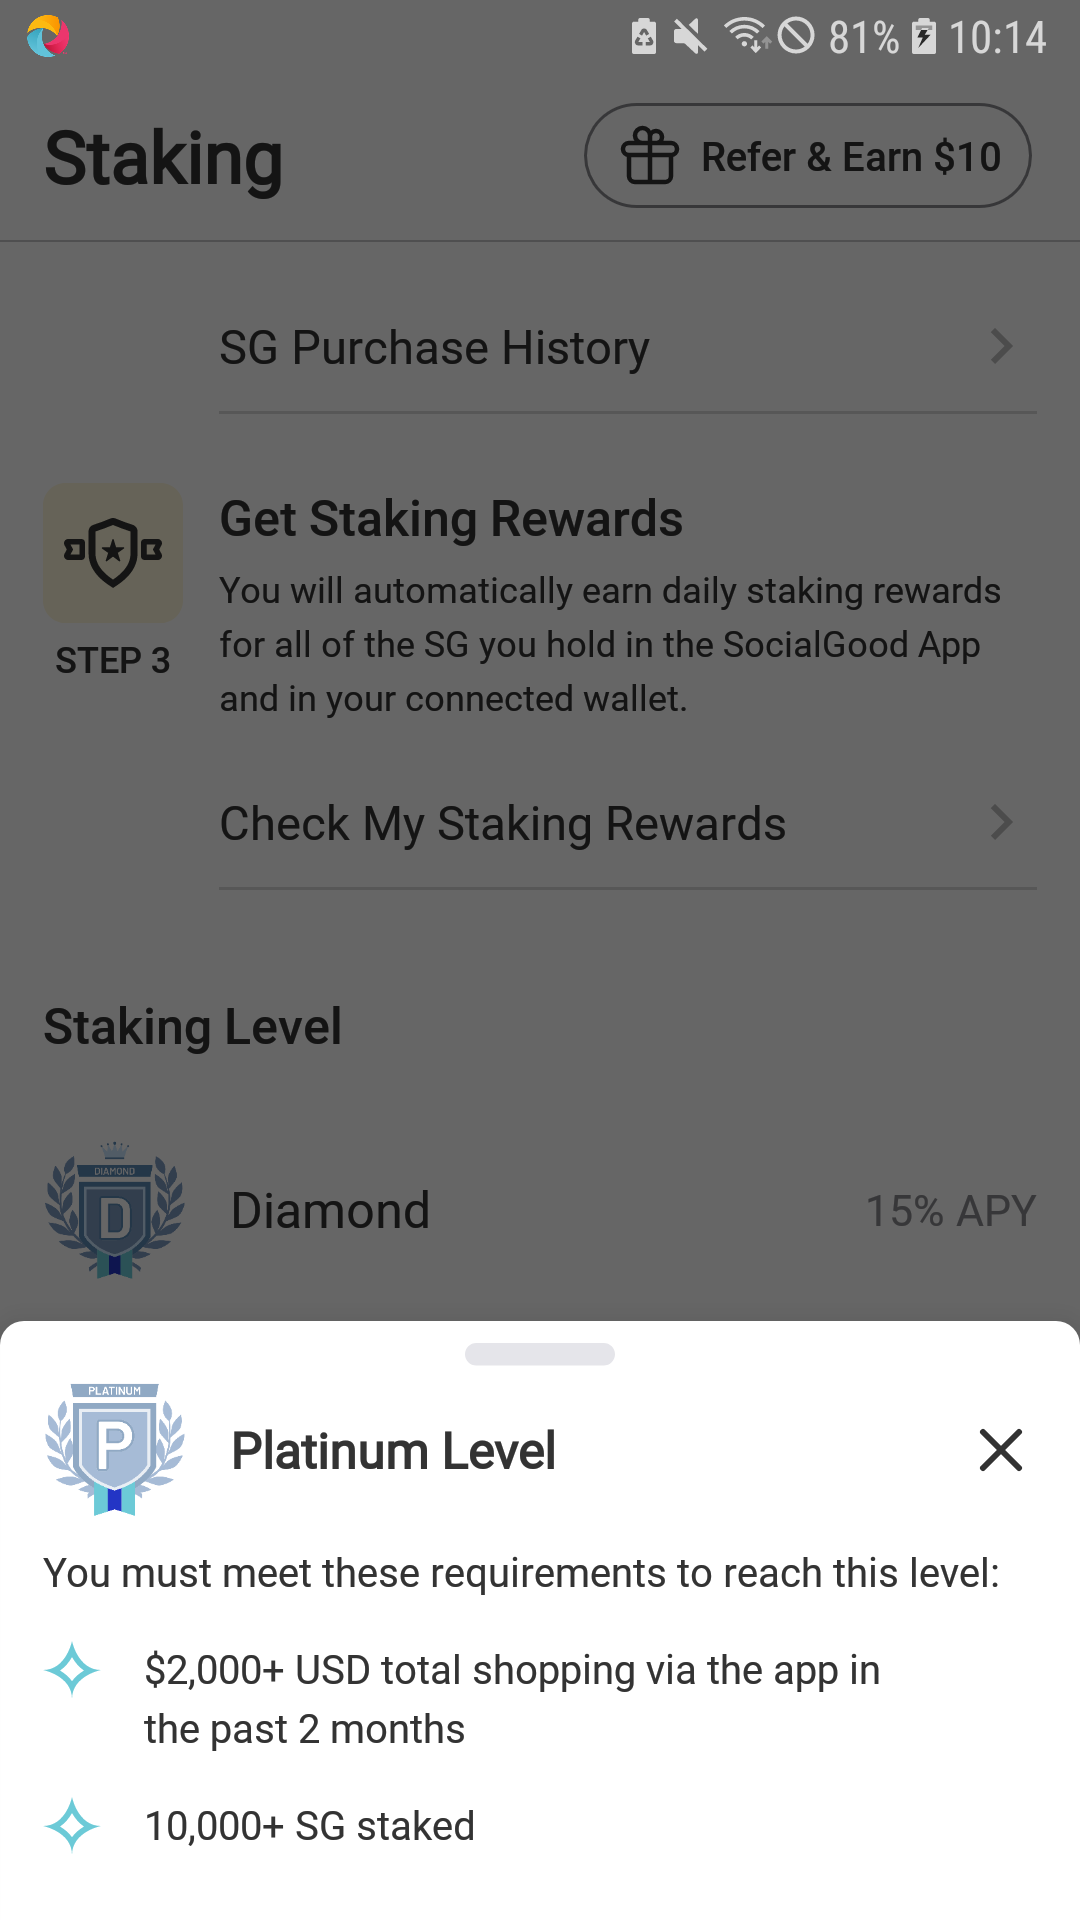 81% 10:14
Staking
Refer & Earn $10
SG Purchase History
Get Staking Rewards
You will automatically earn daily staking rewards
for all of the SG you hold in the SocialGood App
and in your connected wallet.
STEP 3
Check My Staking Rewards
Staking Level
DIAMOND
D
Diamond
15% APY
PLATINUM
P
Platinum Level
You must meet these requirements to reach this level:
$2,000+ USD total shopping via the app in
the past 2 months
10,000+ SG staked